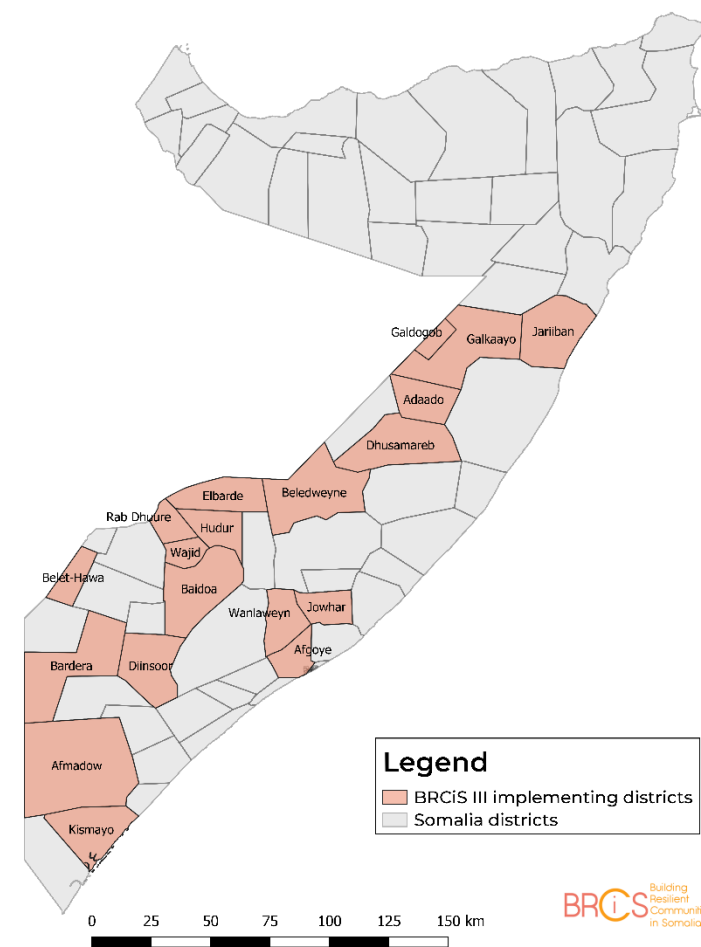 Galdogob
Galkaayo
Jariiban
Adaado
Dhusamareb
Elbarde
Beledweyne
Rab Dhuure
Hudur
Wajid
Belet-Hawa
Baidoa
Wanlaweyn
Jowhar
Afgoye
Bardera
Diinsoor
Afmadow
Kismayo
Legend
BRCiS III implementing districts
Somalia districts
0 25 50 75 100 125 150 km
BRCiS
Building
Resilient
Communiti
in Somalia